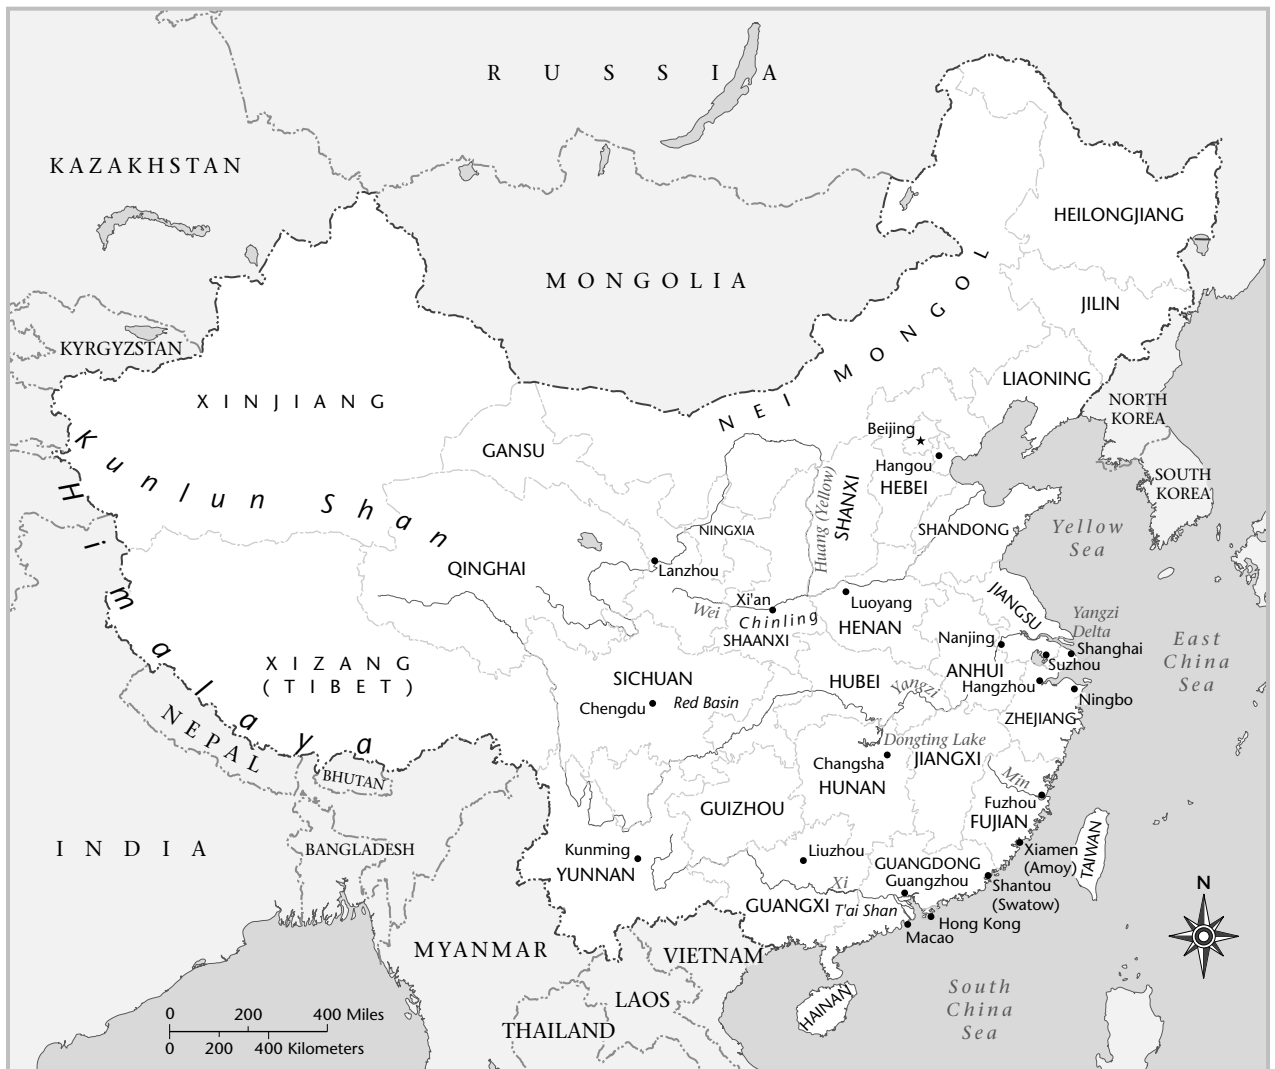 RUSSIA
KAZAKHSTAN
HEILONGJIANG
MONGOLIA
NEI MONGOL
JILIN
KYRGYZSTAN
LIAONING
XINJIANG
NORTH
KOREA
Beijing
Kunlun Shan
GANSU
Hangou
HEBEI
SOUTH
KOREA
Himalaya
Huang (Yellow)
SHANXI
NINGXIA
SHANDONG
Yellow
Sea
QINGHAI
Lanzhou
Xi'an
Wei
Chinling
SHAANXI
Luoyang
HENAN
JIANGSU
Yangzi
Delta
Nanjing
Shanghai
Suzhou
East
China
Sea
XIZANG
(TIBET)
SICHUAN
Chengdu
Red Basin
HUBEI
Yangzi
ANHUI
Hangzhou
Ningbo
ZHEJIANG
NEPAL
BHUTAN
Dongting Lake
Changsha
HUNAN
JIANGXI
Min
GUIZHOU
Fuzhou
FUJIAN
INDIA
BANGLADESH
Kunming
YUNNAN
Liuzhou
GUANGDONG
Guangzhou
Xiamen
(Amoy)
TAIWAN
Xi
Shantou
(Swatow)
N
GUANGXI
T'ai Shan
Hong Kong
Macao
MYANMAR
VIETNAM
LAOS
HAINAN
South
China
Sea
THAILAND
0 200 400 Miles
0 200 400 Kilometers